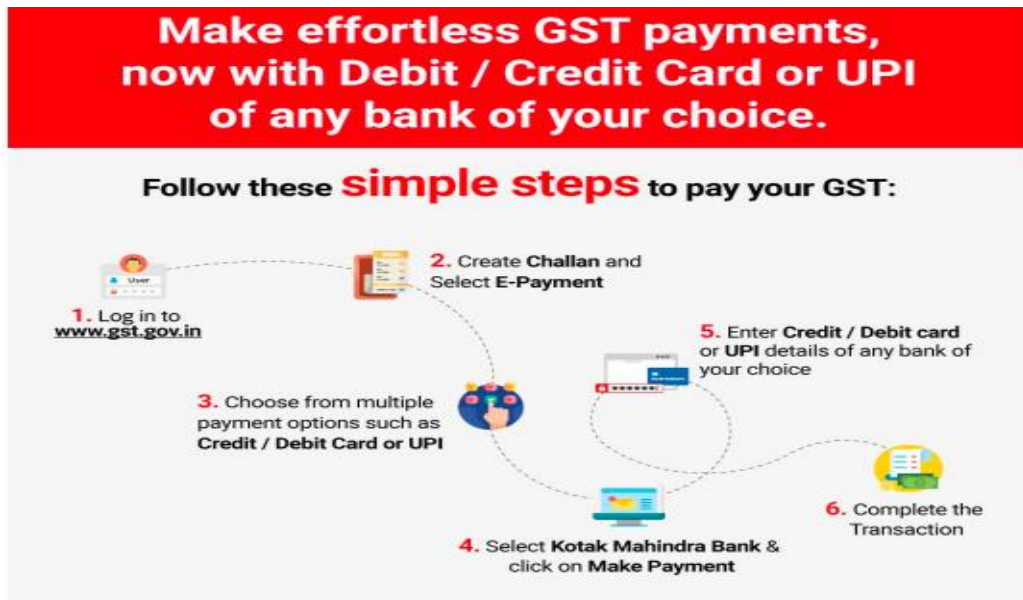 Make effortless GST payments,
now with Debit / Credit Card or UPI
of any bank of your choice.
Follow these simple steps to pay your GST:
User
1. Log in to
www.gst.gov.in
2. Create Challan and
Select E-Payment
3. Choose from multiple
payment options such as
Credit / Debit Card or UPI
4. Select Kotak Mahindra Bank &
click on Make Payment
5. Enter Credit / Debit card
or UPI details of any bank of
your choice
6. Complete the
Transaction